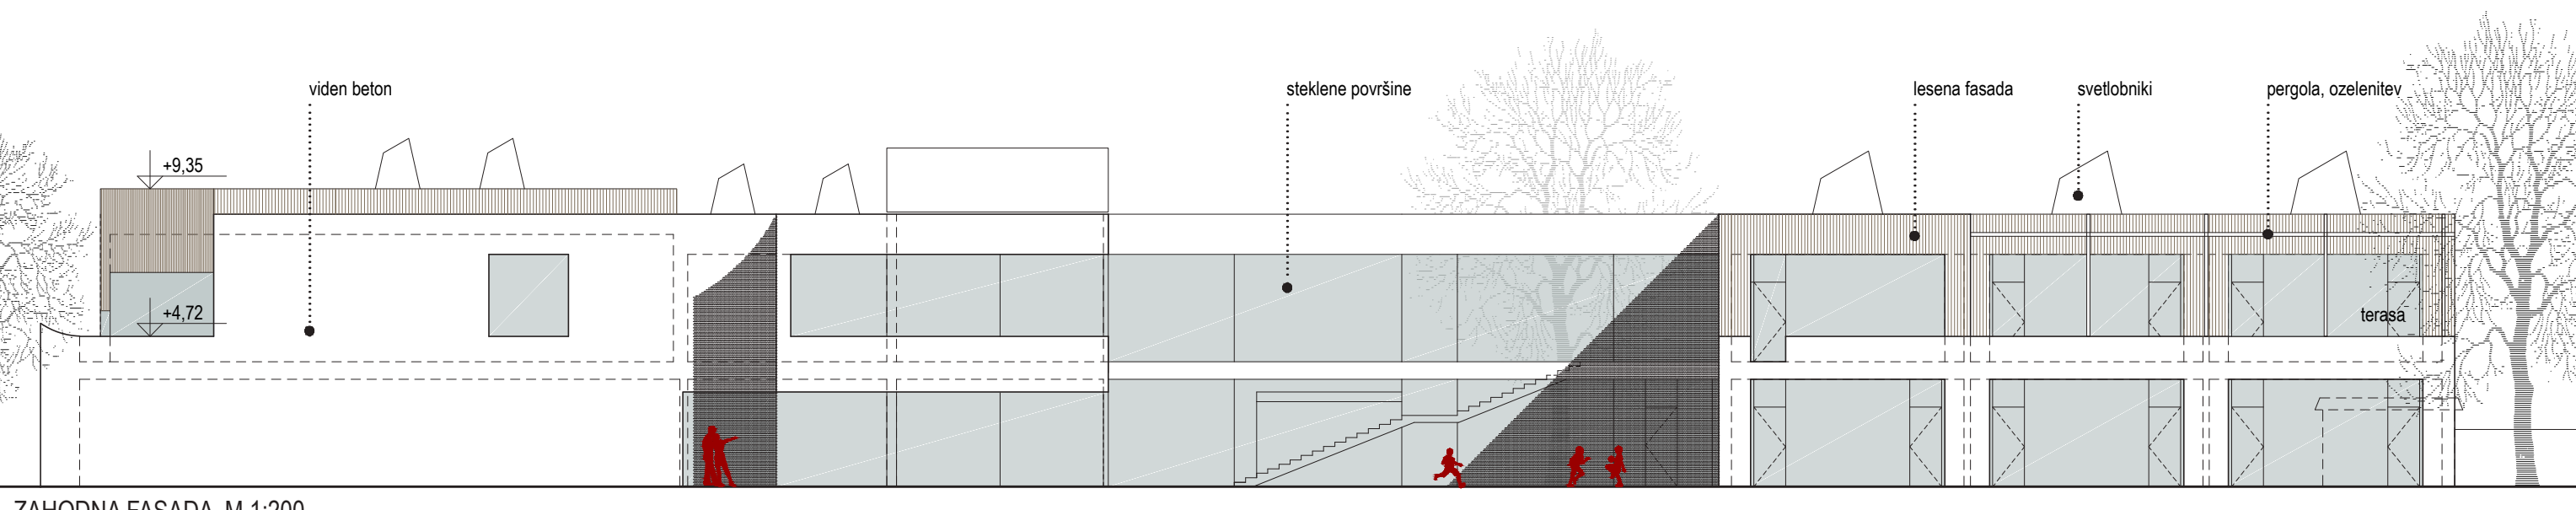 viden beton
steklene površine
lesena fasada
svetlobniki
pergola, ozelenitev
+9,35
+4,72
terasa
ZAHODNA FASADA M 1:200